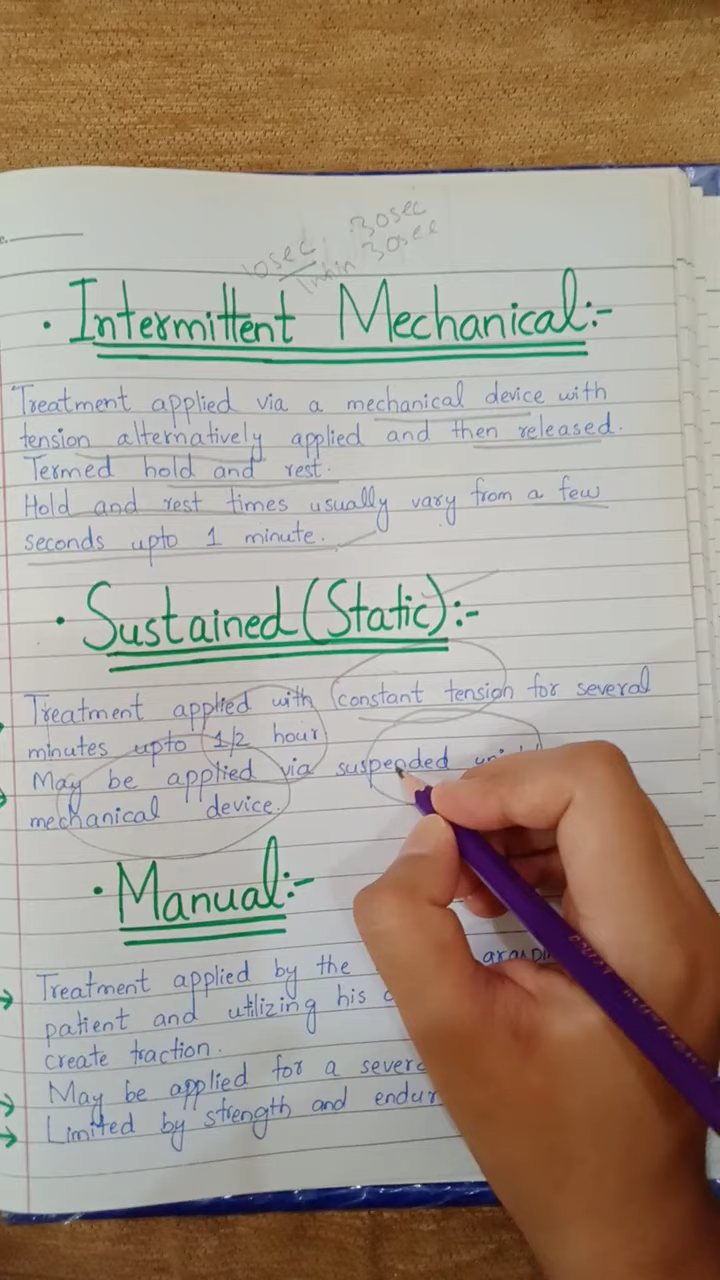 10sec, 30sec
1min 30sec
• Intermittent Mechanical:-
Treatment applied via a mechanical device with
tension alternatively applied and then released.
Termed hold and rest.
Hold and rest times usually vary from a few
seconds upto 1 minute.
• Sustained (Static):-
Treatment applied with constant tension for several
minutes upto 1/2 hour
May be applied via suspended
mechanical device.
• Manual:-
→ Treatment applied by the
patient and utilizing his
create traction.
→ May be applied for a
→ Limited by strength and